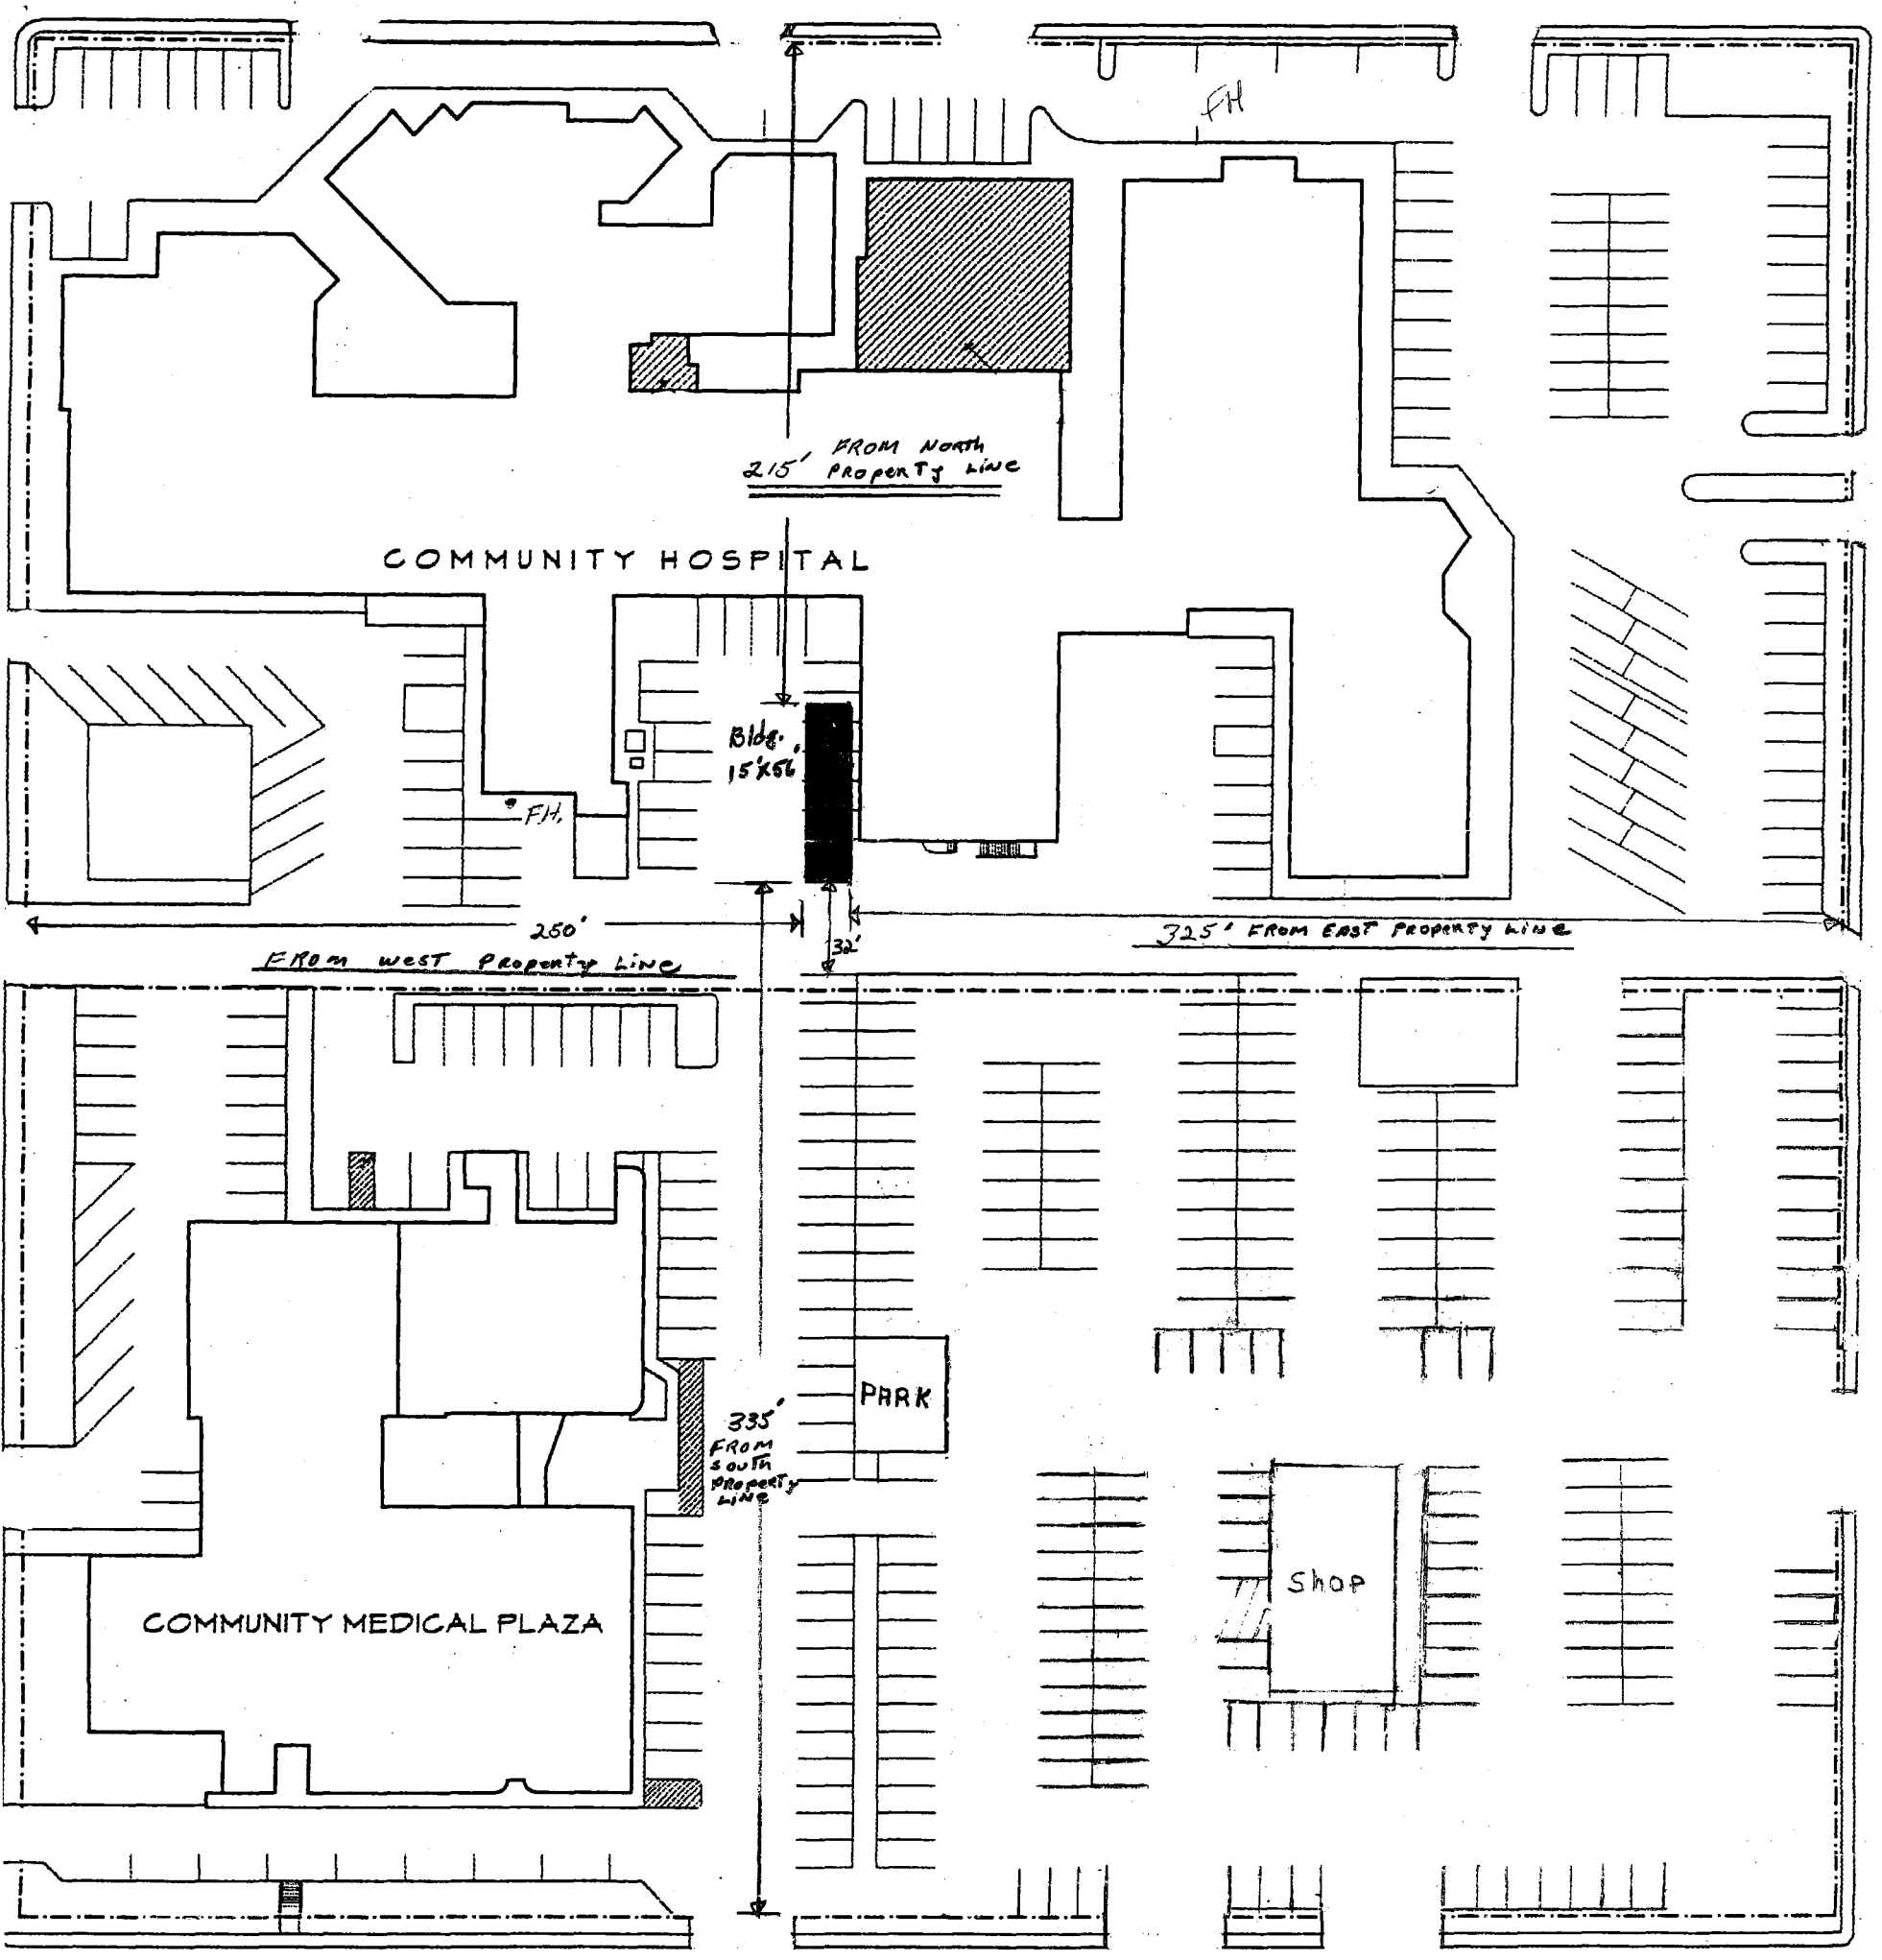 FH
215' FROM NORTH
PROPERTY LINE
COMMUNITY HOSPITAL
Bldg.
15'X56'
F.H.
250'
FROM WEST PROPERTY LINE
32'
325' FROM EAST PROPERTY LINE
PARK
335'
FROM
SOUTH
PROPERTY
LINE
SHOP
COMMUNITY MEDICAL PLAZA